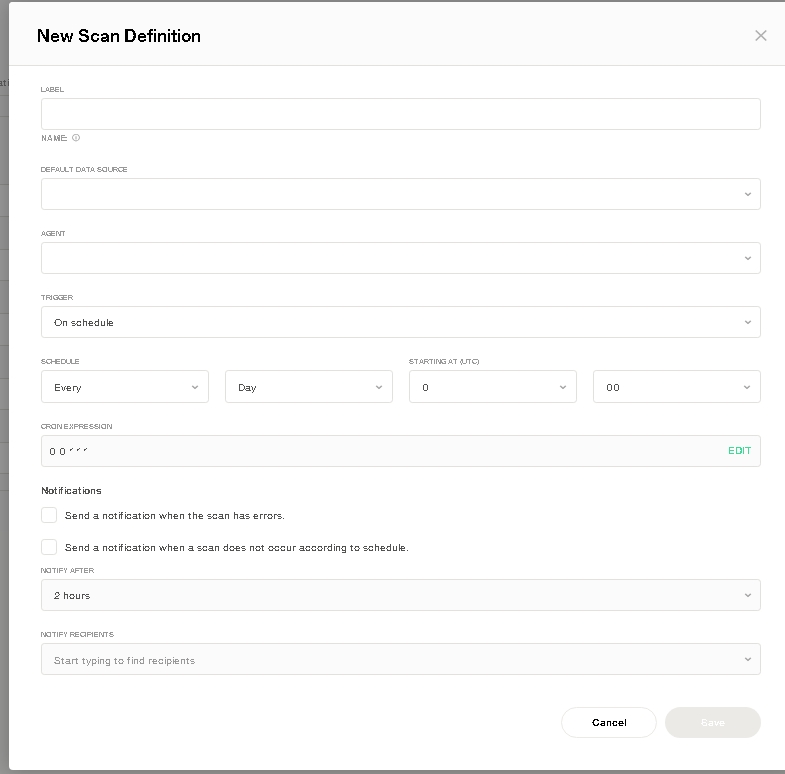 New Scan Definition
LABEL
NAME:
DEFAULT DATA SOURCE
AGENT
TRIGGER
On schedule
SCHEDULE
STARTING AT (UTC)
Every
Day
0
00
CRON EXPRESSION
0 0 * * *
EDIT
Notifications
Send a notification when the scan has errors.
Send a notification when a scan does not occur according to schedule.
NOTIFY AFTER
2 hours
NOTIFY RECIPIENTS
Start typing to find recipients
Cancel
Save